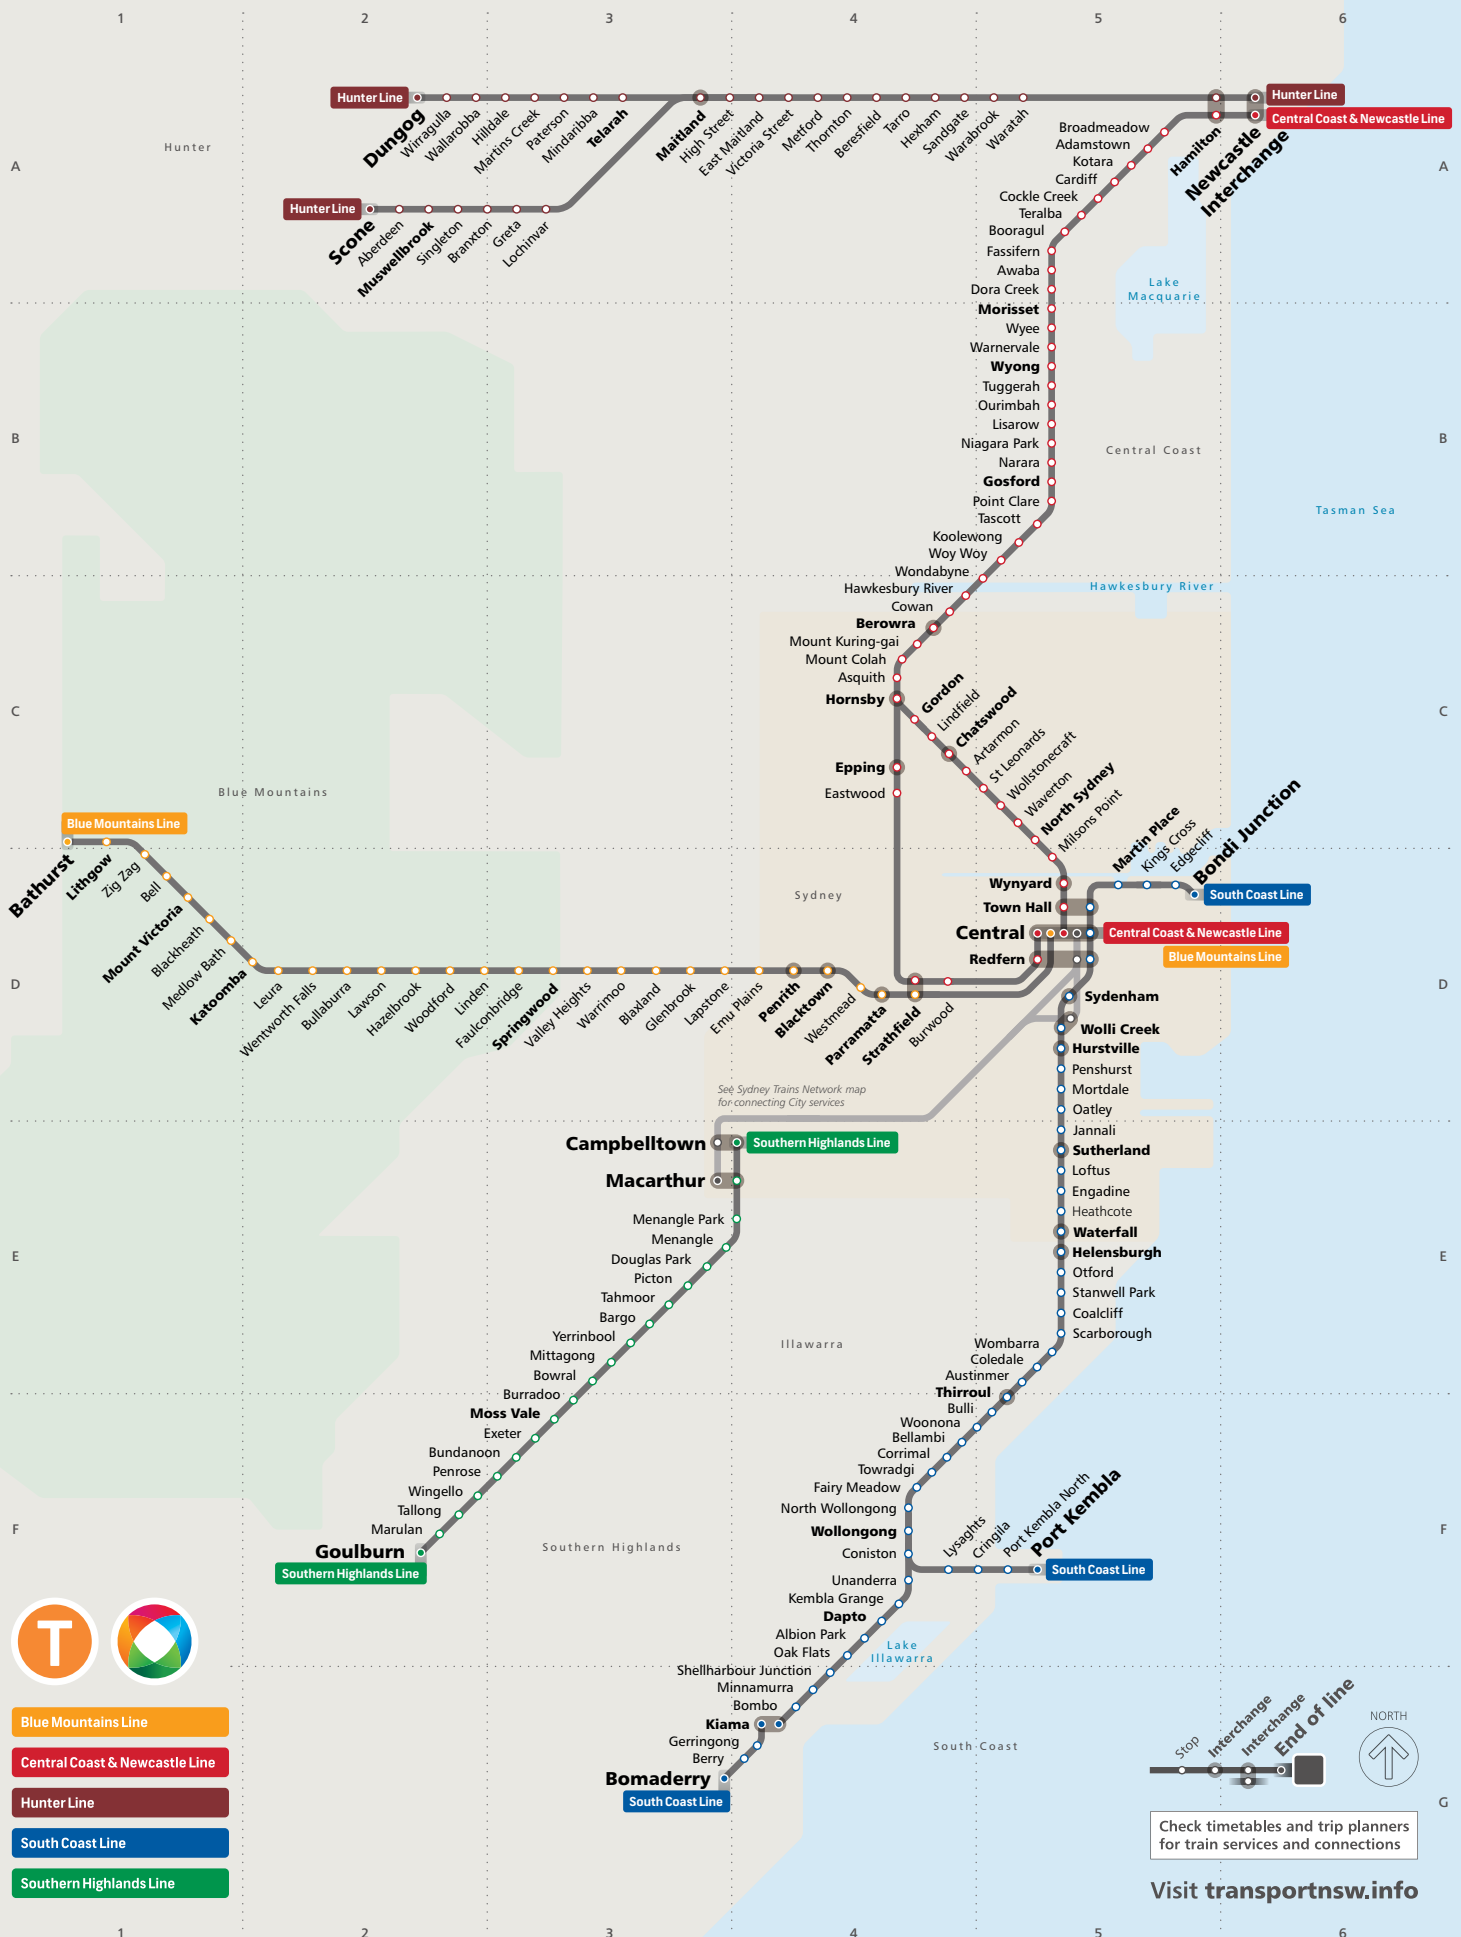 1 2 3 4 5 6
Hunter Line
Dungog
Wirragulla
Wallarobba
Hilldale
Martins Creek
Paterson
Mindaribba
Telarah
Maitland
High Street
East Maitland
Victoria Street
Metford
Thornton
Beresfield
Tarro
Hexham
Sandgate
Warabrook
Waratah
Hamilton
Newcastle
Interchange
Hunter Line
Central Coast & Newcastle Line
Hunter
A
A
Hunter Line
Scone
Aberdeen
Muswellbrook
Singleton
Branxton
Greta
Lochinvar
Broadmeadow
Adamstown
Kotara
Cardiff
Cockle Creek
Teralba
Booragul
Fassifern
Awaba
Dora Creek
Morisset
Wyee
Warnervale
Wyong
Tuggerah
Ourimbah
Lisarow
Niagara Park
Narara
Gosford
Point Clare
Tascott
Koolewong
Woy Woy
Wondabyne
Hawkesbury River
Cowan
Berowra
Mount Kuring-gai
Mount Colah
Asquith
Hornsby
Lake
Macquarie
B
B
Central Coast
Tasman Sea
Hawkesbury River
C
C
Gordon
Lindfield
Chatswood
Artarmon
St Leonards
Wollstonecraft
Waverton
North Sydney
Milsons Point
Epping
Eastwood
Wynyard
Town Hall
Central
Redfern
Martin Place
Kings Cross
Edgecliff
Bondi Junction
South Coast Line
Central Coast & Newcastle Line
Blue Mountains Line
Sydney
Blue Mountains
Blue Mountains Line
Bathurst
Lithgow
Zig Zag
Bell
Mount Victoria
Blackheath
Medlow Bath
Katoomba
Leura
Wentworth Falls
Bullaburra
Lawson
Hazelbrook
Woodford
Linden
Faulconbridge
Springwood
Valley Heights
Warrimoo
Blaxland
Glenbrook
Lapstone
Emu Plains
Penrith
Blacktown
Westmead
Parramatta
Strathfield
Burwood
D
D
Sydenham
Wolli Creek
Hurstville
Penshurst
Mortdale
Oatley
Jannali
Sutherland
Loftus
Engadine
Heathcote
Waterfall
Helensburgh
Otford
Stanwell Park
Coalcliff
Scarborough
Wombarra
Coledale
Austinmer
Thirroul
Bulli
Woonona
Bellambi
Corrimal
Towradgi
Fairy Meadow
North Wollongong
Wollongong
Coniston
Unanderra
Kembla Grange
Dapto
Albion Park
Oak Flats
Shellharbour Junction
Minnamurra
Bombo
Kiama
Gerringong
Berry
Bomaderry
South Coast Line
See Sydney Trains Network map
for connecting City services
Campbelltown
Southern Highlands Line
Macarthur
Menangle Park
Menangle
Douglas Park
Picton
Tahmoor
Bargo
Yerrinbool
Mittagong
Bowral
Burradoo
Moss Vale
Exeter
Bundanoon
Penrose
Wingello
Tallong
Marulan
Goulburn
Southern Highlands Line
E
E
Illawarra
Southern Highlands
F
F
Lysaghts
Cringila
Port Kembla North
Port Kembla
South Coast Line
Lake
Illawarra
South Coast
T
Blue Mountains Line
Central Coast & Newcastle Line
Hunter Line
South Coast Line
Southern Highlands Line
Stop
Interchange
Interchange
End of line
NORTH
G
Check timetables and trip planners
for train services and connections
Visit transportnsw.info
1 2 3 4 5 6